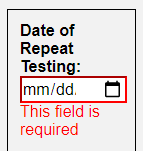 Date of
Repeat
Testing:
mm/dd.
This field is
required